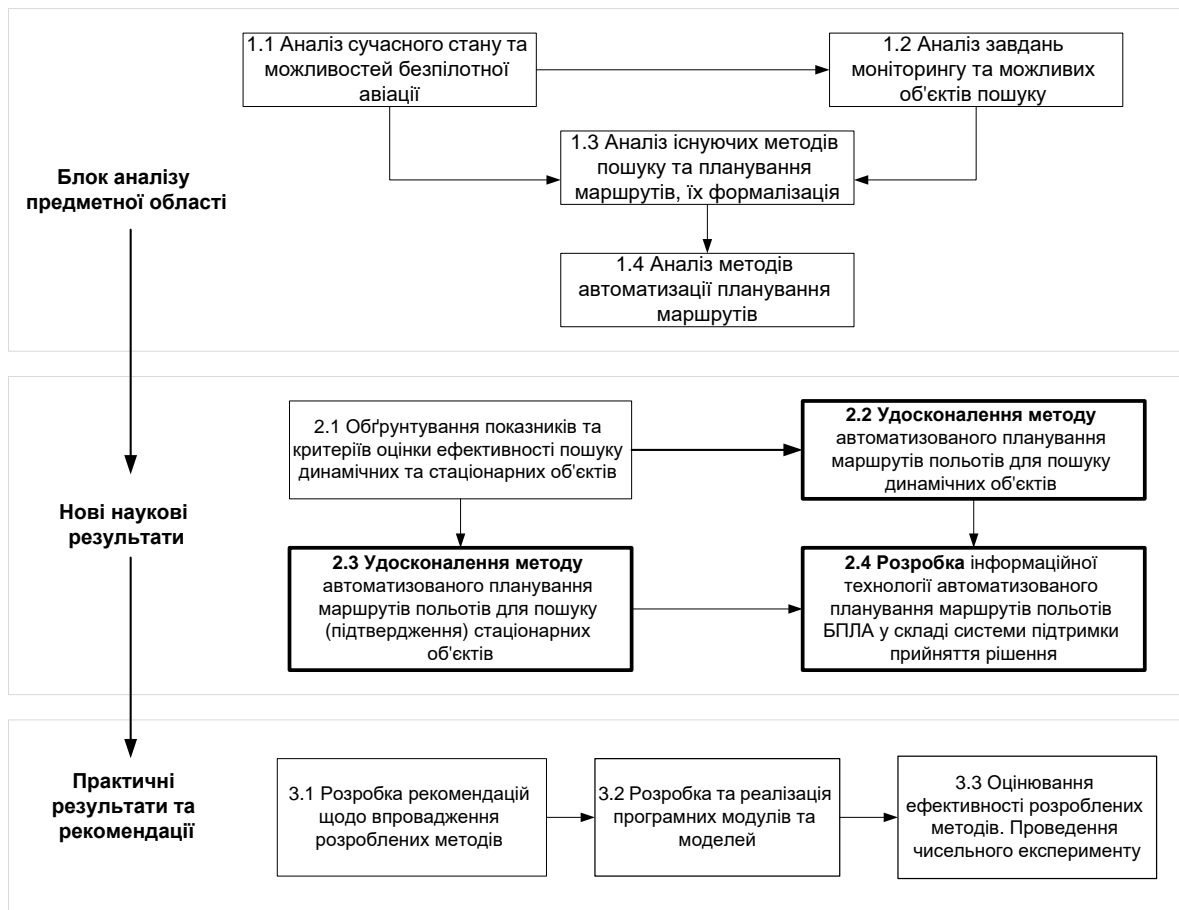 1.1 Аналіз сучасного стану та
можливостей безпілотної
авіації
1.2 Аналіз завдань
моніторингу та можливих
об'єктів пошуку
1.3 Аналіз існуючих методів
пошуку та планування
маршрутів, їх формалізація
1.4 Аналіз методів
автоматизації планування
маршрутів
Блок аналізу
предметної області
2.1 Обґрунтування показників та
критеріїв оцінки ефективності пошуку
динамічних та стаціонарних об'єктів
2.2 Удосконалення методу
автоматизованого планування
маршрутів польотів для пошуку
динамічних об'єктів
Нові наукові
результати
2.3 Удосконалення методу
автоматизованого планування
маршрутів польотів для пошуку
(підтвердження) стаціонарних
об'єктів
2.4 Розробка інформаційної
технології автоматизованого
планування маршрутів польотів
БПЛА у складі системи підтримки
прийняття рішення
Практичні
результати та
рекомендації
3.1 Розробка рекомендацій
щодо впровадження
розроблених методів
3.2 Розробка та реалізація
програмних модулів та
моделей
3.3 Оцінювання
ефективності розроблених
методів. Проведення
чисельного експерименту